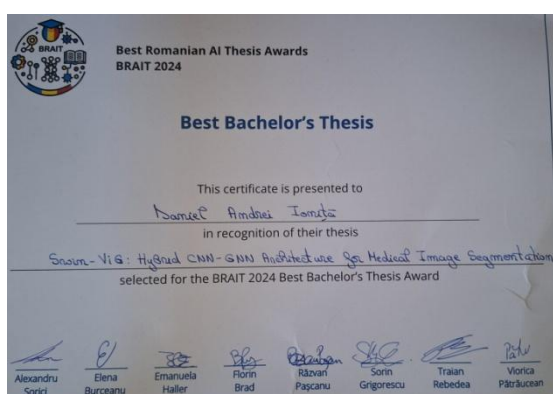 BRAIT
Best Romanian AI Thesis Awards
BRAIT 2024
Best Bachelor's Thesis
This certificate is presented to
Daniel Andrei Ioniță
in recognition of their thesis
ViG: Hybrid CNN-GNN Architecture for Medical Image Segmentation
selected for the BRAIT 2024 Best Bachelor's Thesis Award
Alexandru Elena Emanuela Florin Răzvan Sorin Traian Viorica
Sorici Burceanu Haller Brad Pașcanu Grigorescu Rebedea Pătrăucean